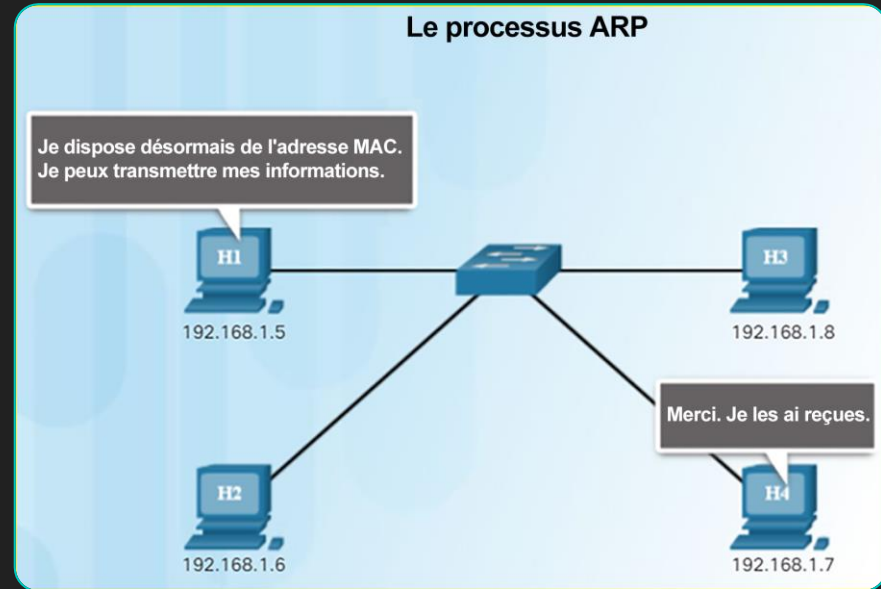 Le processus ARP
Je dispose désormais de l'adresse MAC.
Je peux transmettre mes informations.
H1
H3
192.168.1.5
192.168.1.8
Merci. Je les ai reçues.
H2
H4
192.168.1.6
192.168.1.7